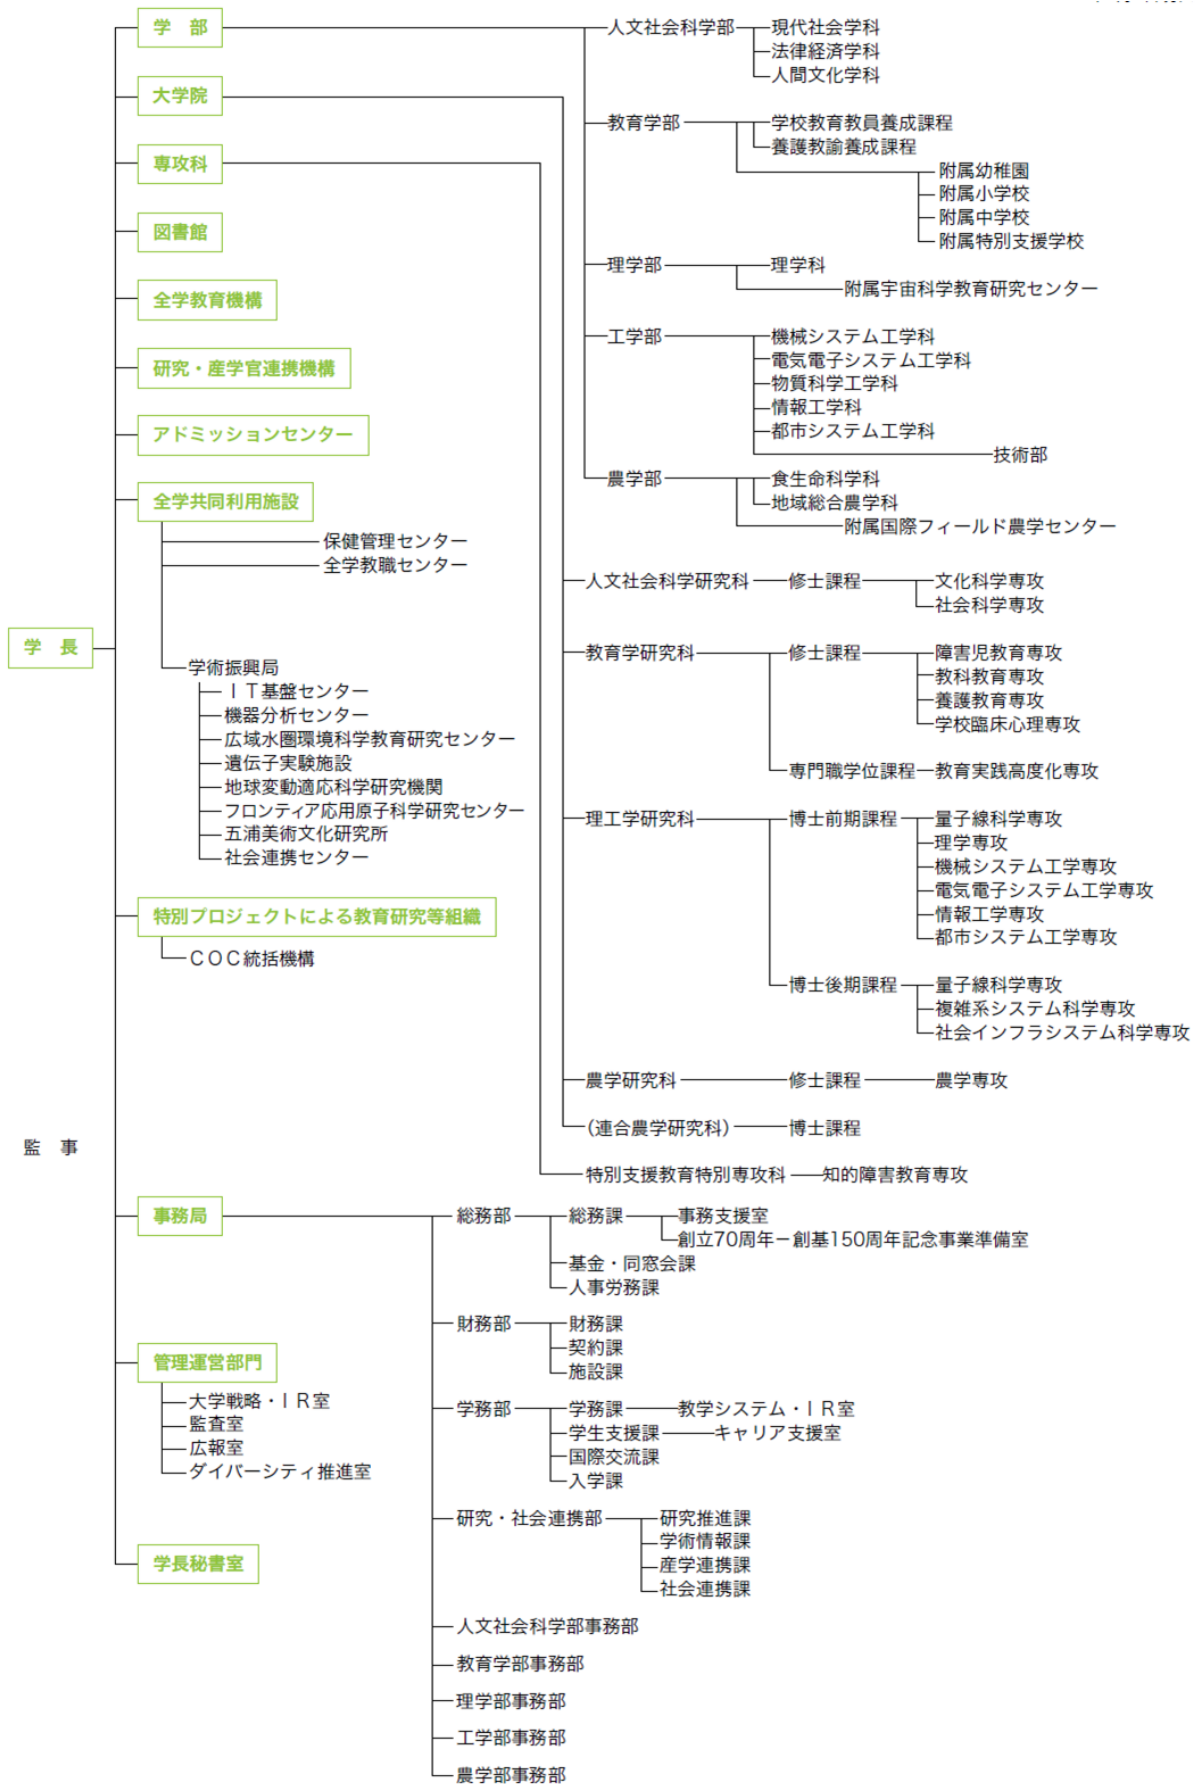 学 部
人文社会科学部
現代社会学科
法律経済学科
人間文化学科
教育学部
学校教育教員養成課程
養護教諭養成課程
附属幼稚園
附属小学校
附属中学校
附属特別支援学校
理学部
理学科
附属宇宙科学教育研究センター
工学部
機械システム工学科
電気電子システム工学科
物質科学工学科
情報工学科
都市システム工学科
技術部
農学部
食生命科学科
地域総合農学科
附属国際フィールド農学センター
大学院
人文社会科学研究科
修士課程
文化科学専攻
社会科学専攻
教育学研究科
修士課程
障害児教育専攻
教科教育専攻
養護教育専攻
学校臨床心理専攻
専門職学位課程
教育実践高度化専攻
理工学研究科
博士前期課程
量子線科学専攻
理学専攻
機械システム工学専攻
電気電子システム工学専攻
情報工学専攻
都市システム工学専攻
博士後期課程
量子線科学専攻
複雑系システム科学専攻
社会インフラシステム科学専攻
農学研究科
修士課程
農学専攻
(連合農学研究科)
博士課程
専攻科
特別支援教育特別専攻科
知的障害教育専攻
図書館
全学教育機構
研究・産学官連携機構
アドミッションセンター
全学共同利用施設
保健管理センター
全学教職センター
学 長
学術振興局
ＩＴ基盤センター
機器分析センター
広域水圏環境科学教育研究センター
遺伝子実験施設
地球変動適応科学研究機関
フロンティア応用原子科学研究センター
五浦美術文化研究所
社会連携センター
特別プロジェクトによる教育研究等組織
ＣＯＣ統括機構
監 事
事務局
総務部
総務課
事務支援室
創立70周年－創基150周年記念事業準備室
基金・同窓会課
人事労務課
財務部
財務課
契約課
施設課
学務部
学務課
教学システム・ＩＲ室
学生支援課
キャリア支援室
国際交流課
入学課
研究・社会連携部
研究推進課
学術情報課
産学連携課
社会連携課
人文社会科学部事務部
教育学部事務部
理学部事務部
工学部事務部
農学部事務部
管理運営部門
大学戦略・ＩＲ室
監査室
広報室
ダイバーシティ推進室
学長秘書室